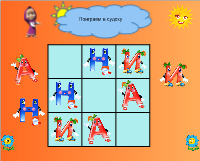 Поиграем в судоку
Н И
А И
Н А
Н
И А